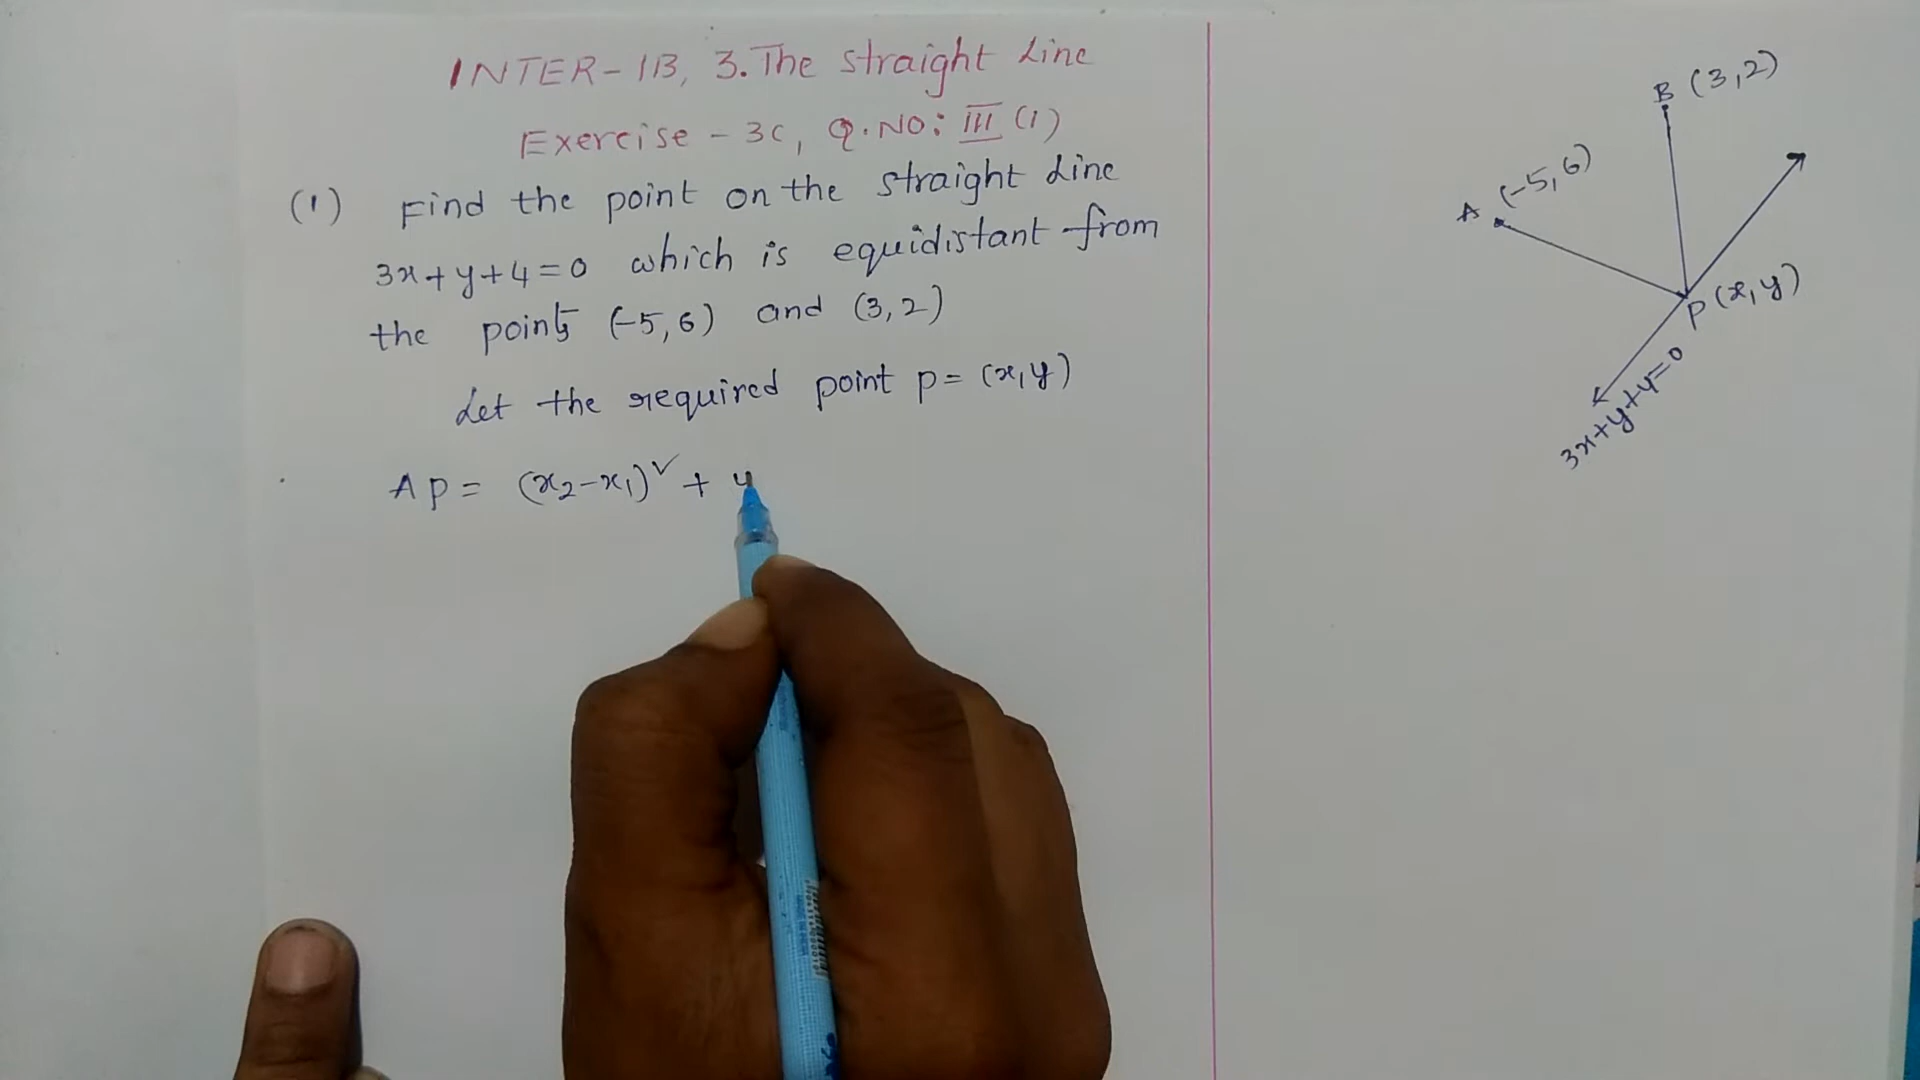 INTER-1B, 3. The straight Line
Exercise - 3c, Q.NO: III (1)
(1) Find the point on the straight Line
3x+y+4=0 which is equidistant from
the points (-5,6) and (3,2)
Let the required point p= (x,y)
Ap = (x₂-x₁)² + y
B (3,2)
A (-5,6)
P(x,y)
3x+y+4=0